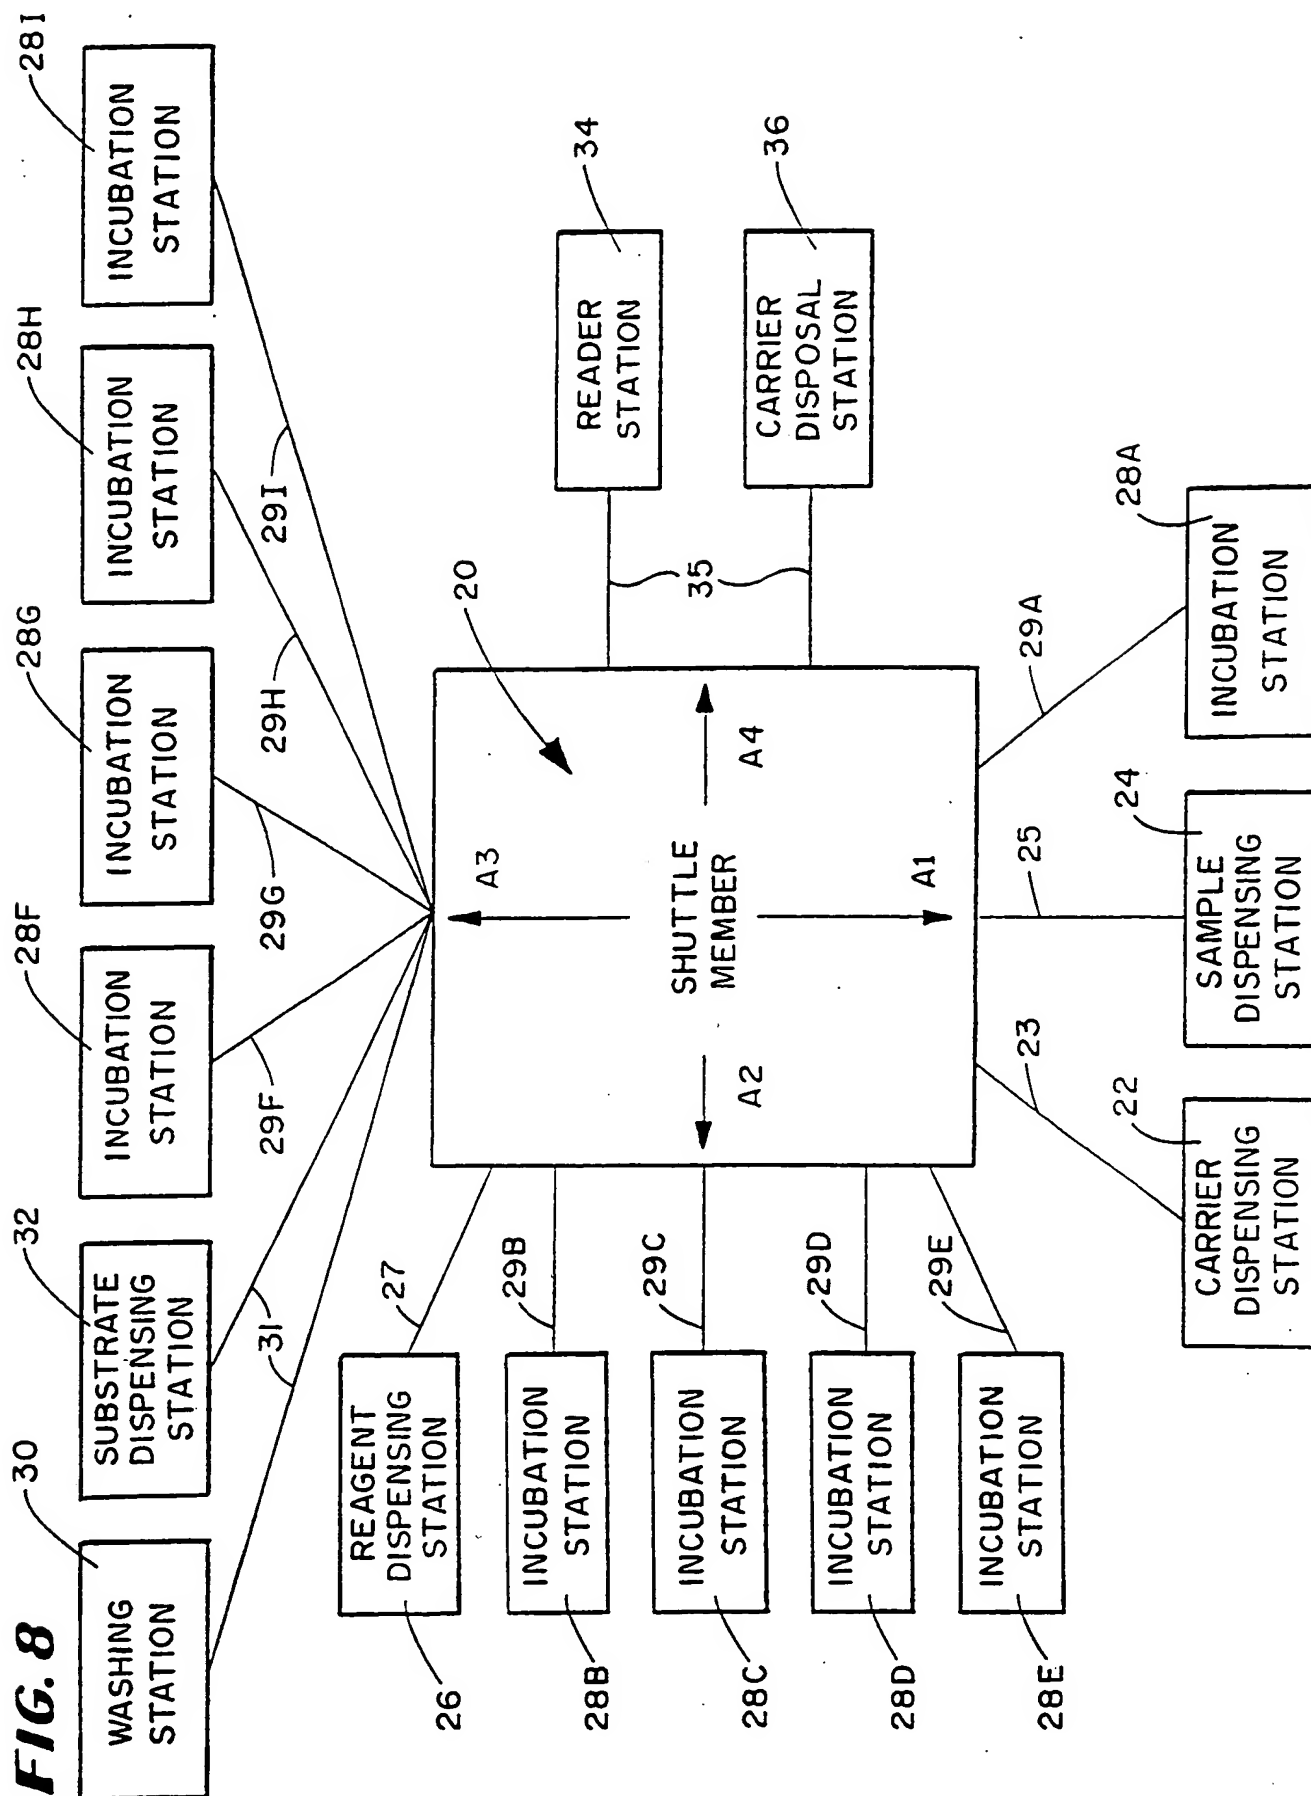 FIG. 8
30
32
28F
28G
28H
28I
WASHING
STATION
SUBSTRATE
DISPENSING
STATION
INCUBATION
STATION
INCUBATION
STATION
INCUBATION
STATION
INCUBATION
STATION
31
29F
29G
29H
29I
26
REAGENT
DISPENSING
STATION
27
28B
INCUBATION
STATION
29B
28C
INCUBATION
STATION
29C
28D
INCUBATION
STATION
29D
28E
INCUBATION
STATION
29E
20
A3
A2
SHUTTLE
MEMBER
A4
A1
35
READER
STATION
34
CARRIER
DISPOSAL
STATION
36
23
25
29A
22
24
28A
CARRIER
DISPENSING
STATION
SAMPLE
DISPENSING
STATION
INCUBATION
STATION